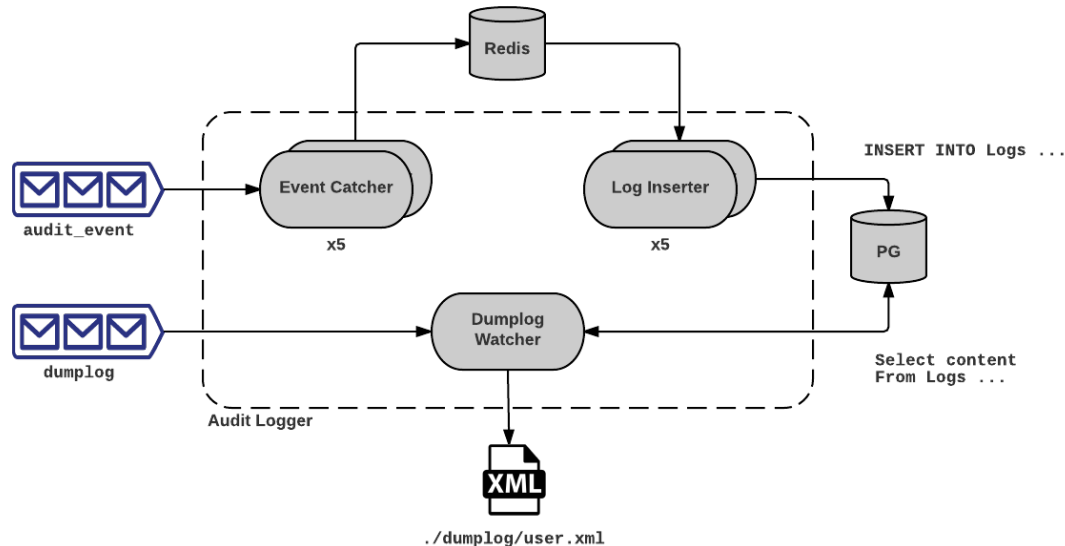 Redis
INSERT INTO Logs ...
Event Catcher
Log Inserter
audit_event
x5
x5
PG
Dumplog
Watcher
dumplog
Select content
From Logs ...
Audit Logger
XML
./dumplog/user.xml